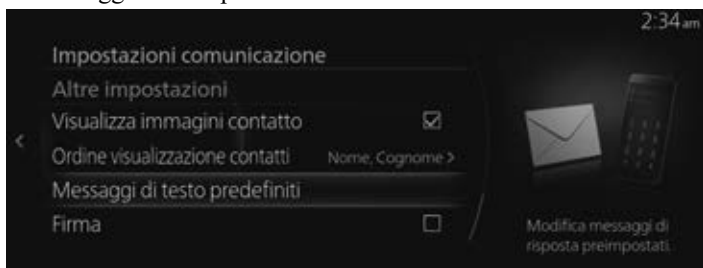 2:34 am
Impostazioni comunicazione
Altre impostazioni
Visualizza immagini contatto
Ordine visualizzazione contatti Nome, Cognome >
Messaggi di testo predefiniti
Firma
Modifica messaggi di
risposta preimpostati.